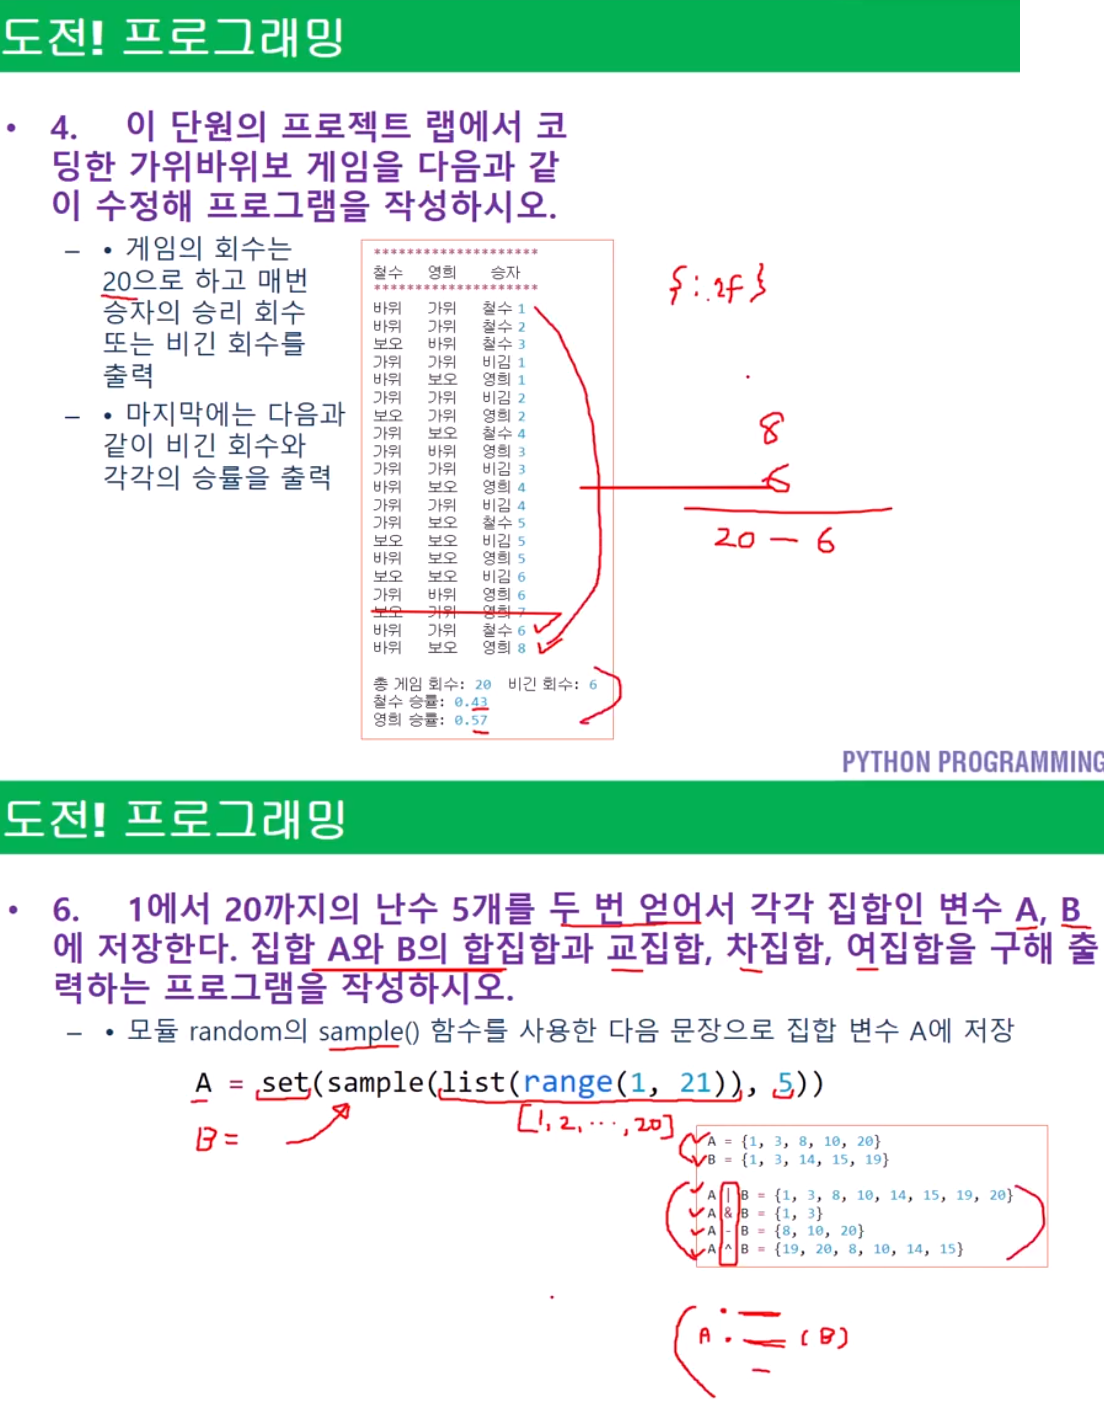 도전! 프로그래밍
• 4. 이 단원의 프로젝트 랩에서 코
딩한 가위바위보 게임을 다음과 같
이 수정해 프로그램을 작성하시오.
– • 게임의 회수는
20으로 하고 매번
승자의 승리 회수
또는 비긴 회수를
출력
– • 마지막에는 다음과
같이 비긴 회수와
각각의 승률을 출력
********************
철수 영희 승자
********************
바위 가위 철수 1
바위 가위 철수 2
보오 바위 철수 3
가위 가위 비김 1
바위 보오 영희 1
가위 가위 비김 2
보오 가위 영희 2
가위 보오 철수 4
가위 바위 영희 3
가위 가위 비김 3
바위 보오 영희 4
가위 가위 비김 4
가위 보오 철수 5
보오 보오 비김 5
바위 보오 영희 5
보오 보오 비김 6
가위 바위 영희 6
보오 가위 영희 7
바위 가위 철수 6
바위 보오 영희 8
총 게임 회수: 20 비긴 회수: 6
철수 승률: 0.43
영희 승률: 0.57
{:.2f}
8
6
20 - 6
PYTHON PROGRAMMING
도전! 프로그래밍
• 6. 1에서 20까지의 난수 5개를 두 번 얻어서 각각 집합인 변수 A, B
에 저장한다. 집합 A와 B의 합집합과 교집합, 차집합, 여집합을 구해 출
력하는 프로그램을 작성하시오.
– • 모듈 random의 sample() 함수를 사용한 다음 문장으로 집합 변수 A에 저장
A = set(sample(list(range(1, 21)), 5))
B =
[1, 2, ..., 20]
A = {1, 3, 8, 10, 20}
B = {1, 3, 14, 15, 19}
A | B = {1, 3, 8, 10, 14, 15, 19, 20}
A & B = {1, 3}
A - B = {8, 10, 20}
A ^ B = {19, 20, 8, 10, 14, 15}
A . (B)